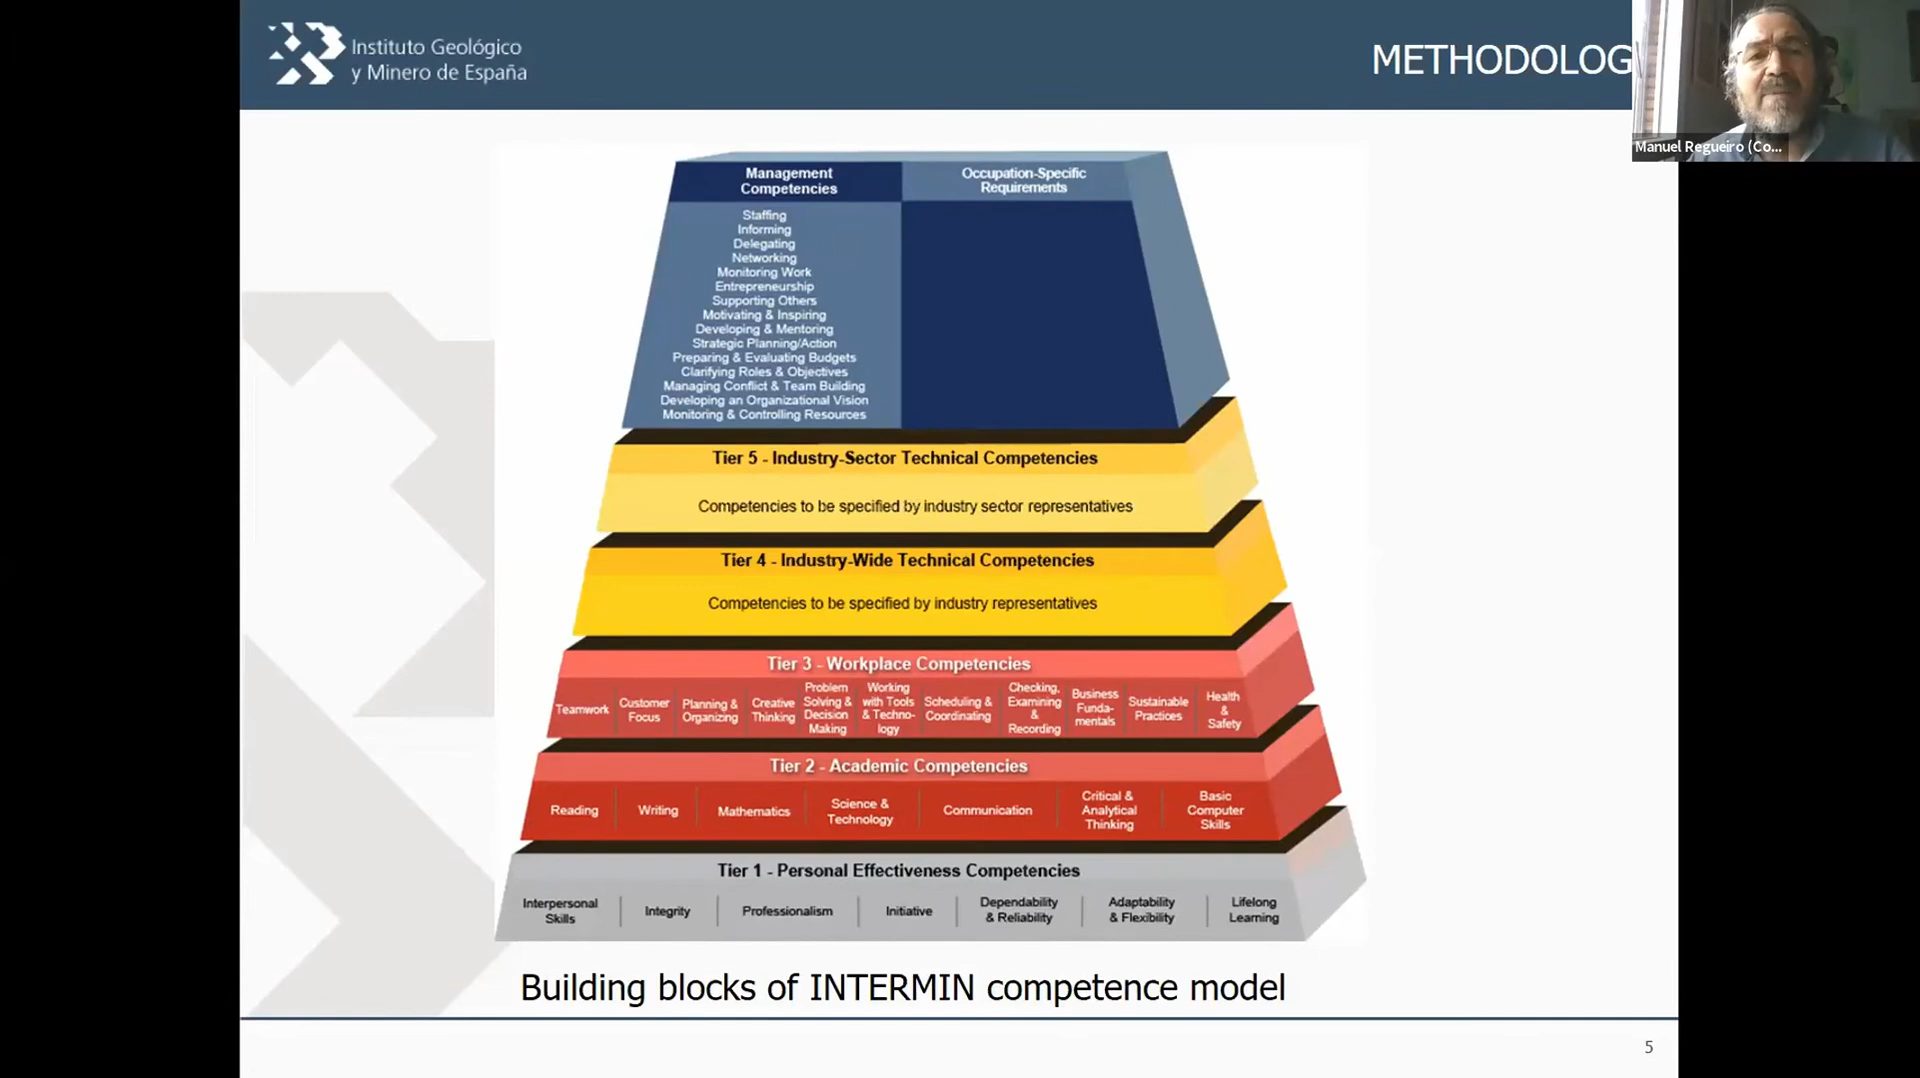 Instituto Geológico
y Minero de España
METHODOLOG
Manuel Regueiro (Co...
Management
Competencies
Occupation-Specific
Requirements
Staffing
Informing
Delegating
Networking
Monitoring Work
Entrepreneurship
Supporting Others
Motivating & Inspiring
Developing & Mentoring
Strategic Planning/Action
Preparing & Evaluating Budgets
Clarifying Roles & Objectives
Managing Conflict & Team Building
Developing an Organizational Vision
Monitoring & Controlling Resources
Tier 5 - Industry-Sector Technical Competencies
Competencies to be specified by industry sector representatives
Tier 4 - Industry-Wide Technical Competencies
Competencies to be specified by industry representatives
Tier 3 - Workplace Competencies
Teamwork
Customer
Focus
Planning &
Organizing
Creative
Thinking
Problem
Solving &
Decision
Making
Working
with Tools
& Techno-
logy
Scheduling &
Coordinating
Checking,
Examining
&
Recording
Business
Funda-
mentals
Sustainable
Practices
Health
&
Safety
Tier 2 - Academic Competencies
Reading
Writing
Mathematics
Science &
Technology
Communication
Critical &
Analytical
Thinking
Basic
Computer
Skills
Tier 1 - Personal Effectiveness Competencies
Interpersonal
Skills
Integrity
Professionalism
Initiative
Dependability
& Reliability
Adaptability
& Flexibility
Lifelong
Learning
Building blocks of INTERMIN competence model
5